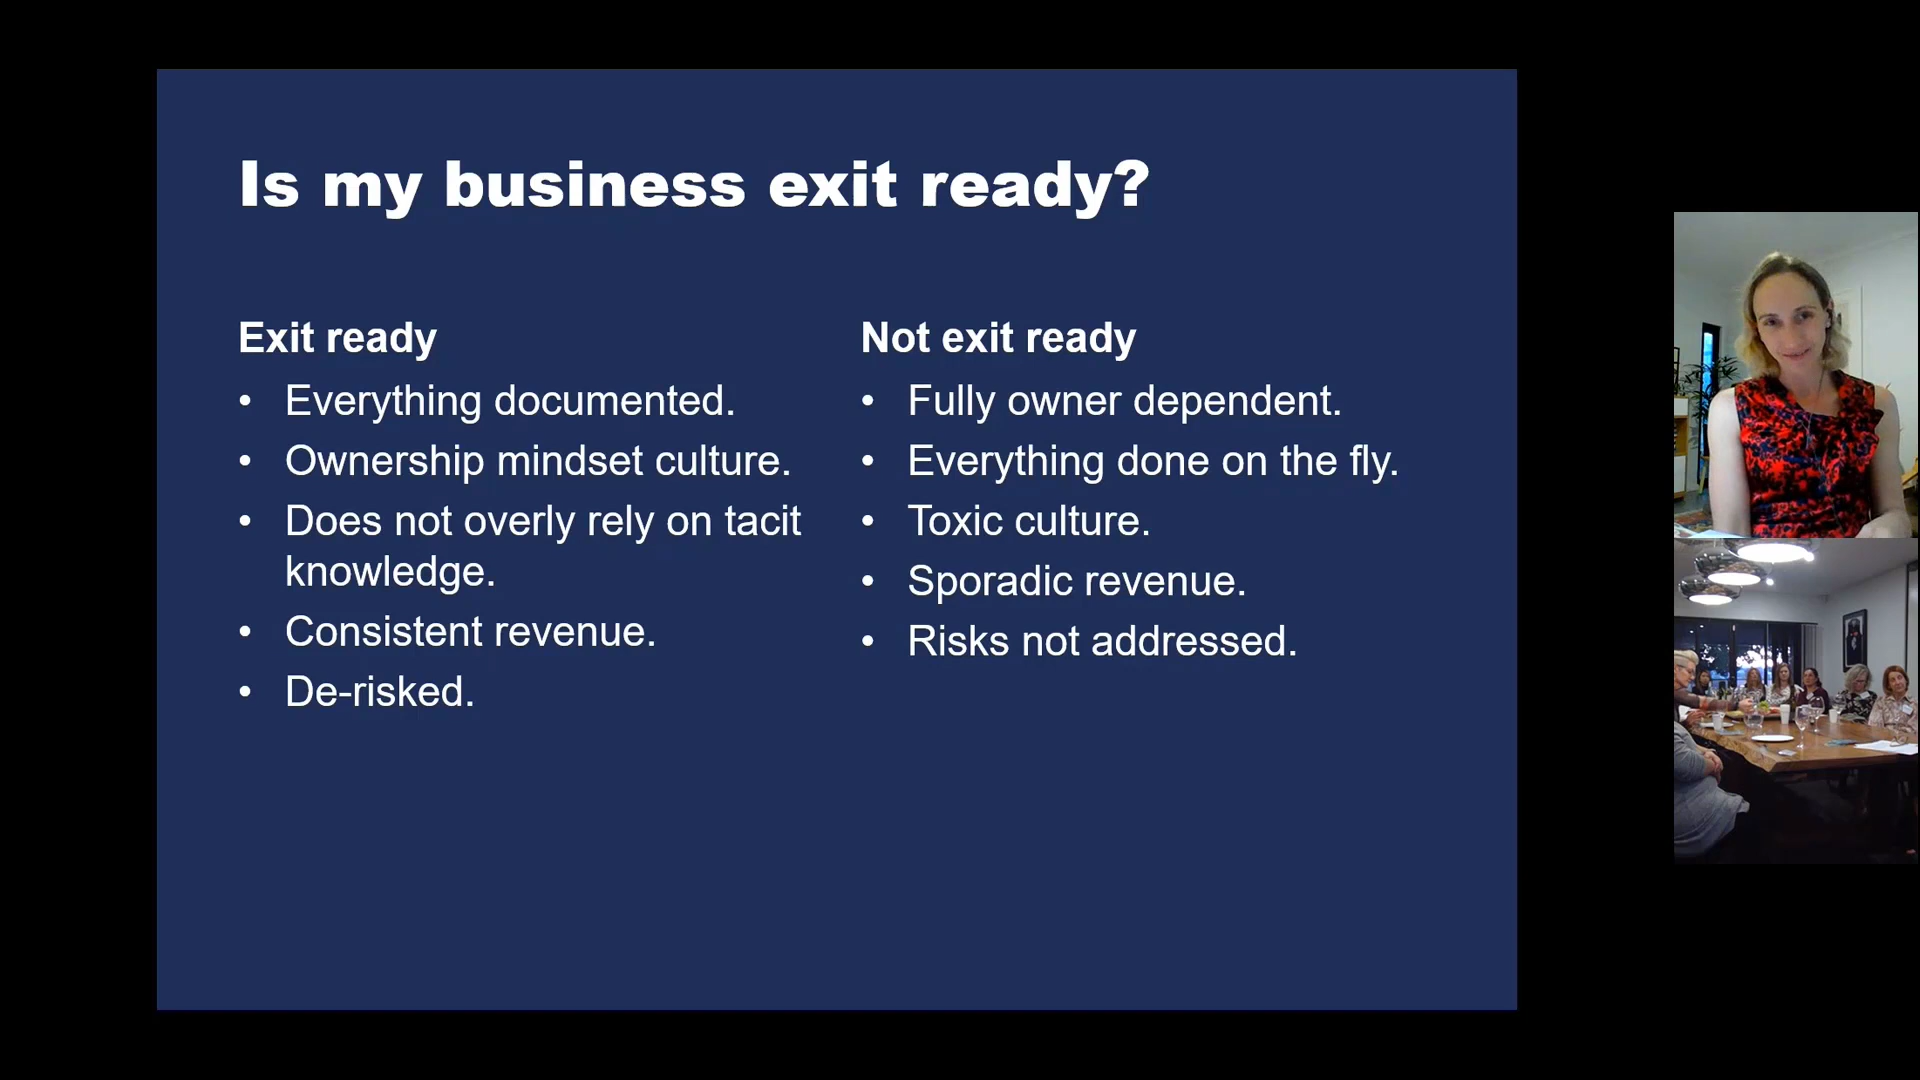 Is my business exit ready?
Exit ready
• Everything documented.
• Ownership mindset culture.
• Does not overly rely on tacit
knowledge.
• Consistent revenue.
• De-risked.
Not exit ready
• Fully owner dependent.
• Everything done on the fly.
• Toxic culture.
• Sporadic revenue.
• Risks not addressed.